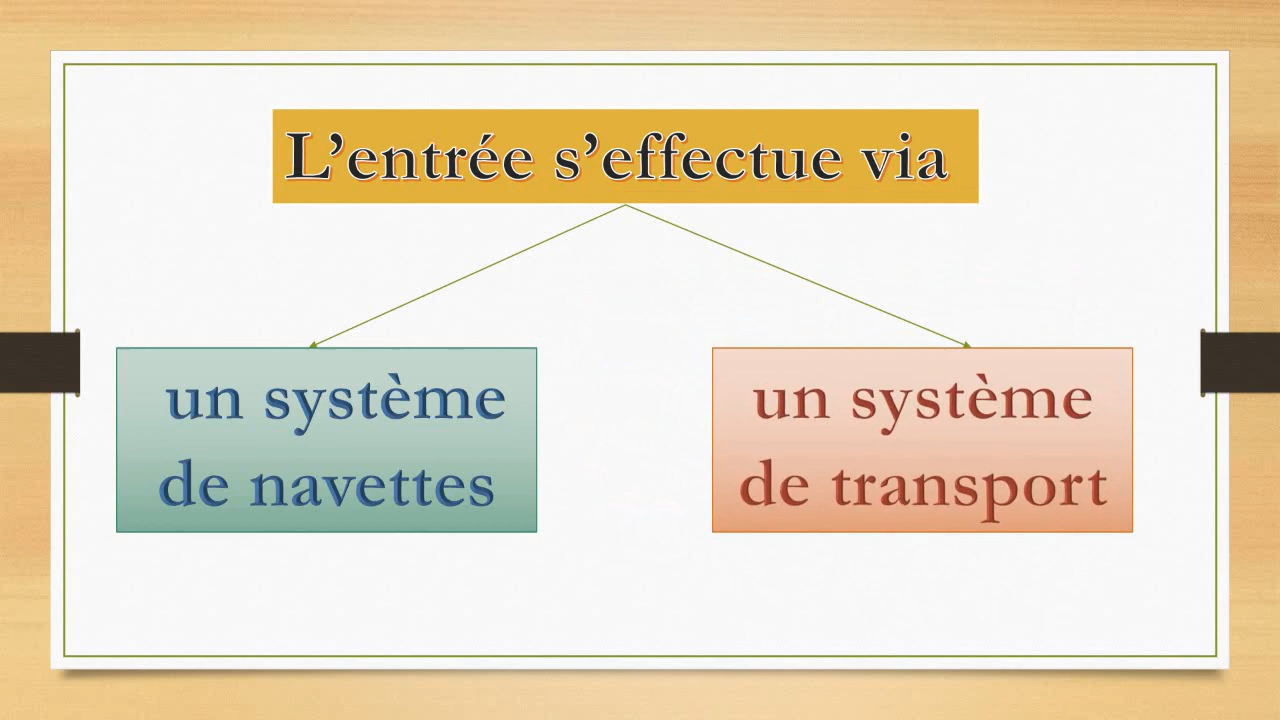 L’entrée s’effectue via
un système
de navettes
un système
de transport